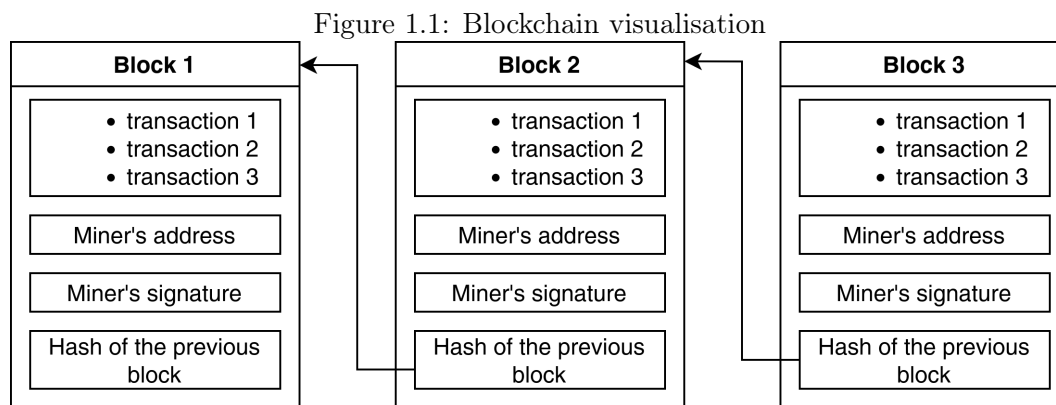 Figure 1.1: Blockchain visualisation
Block 1
• transaction 1
• transaction 2
• transaction 3
Miner's address
Miner's signature
Hash of the previous
block
Block 2
• transaction 1
• transaction 2
• transaction 3
Miner's address
Miner's signature
Hash of the previous
block
Block 3
• transaction 1
• transaction 2
• transaction 3
Miner's address
Miner's signature
Hash of the previous
block